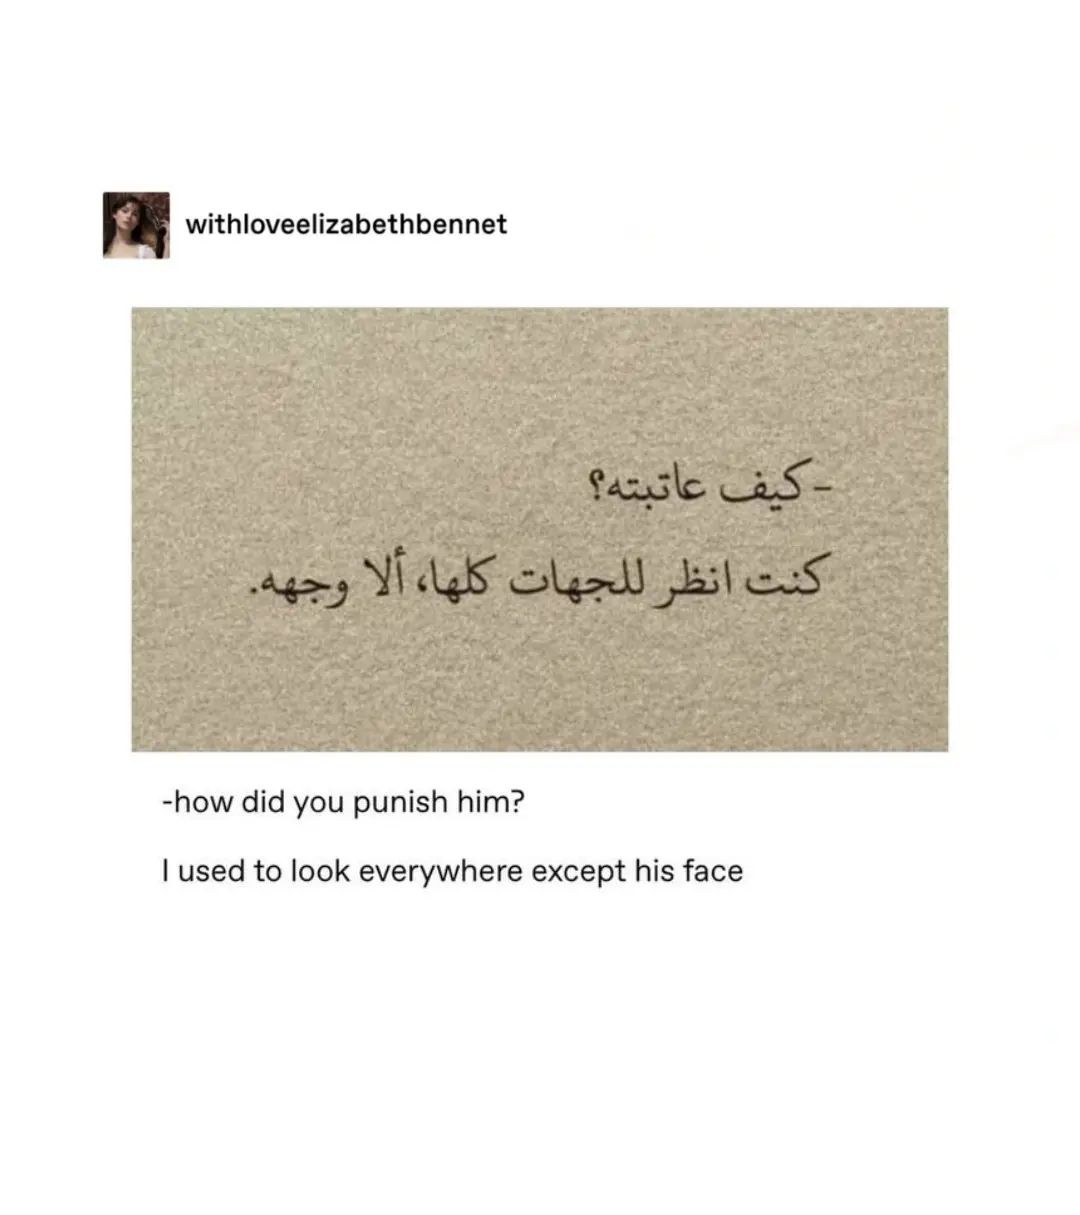 withloveelizabethbennet
-كيف عاتبته؟
كنت انظر للجهات كلها، ألا وجهه.
-how did you punish him?
I used to look everywhere except his face